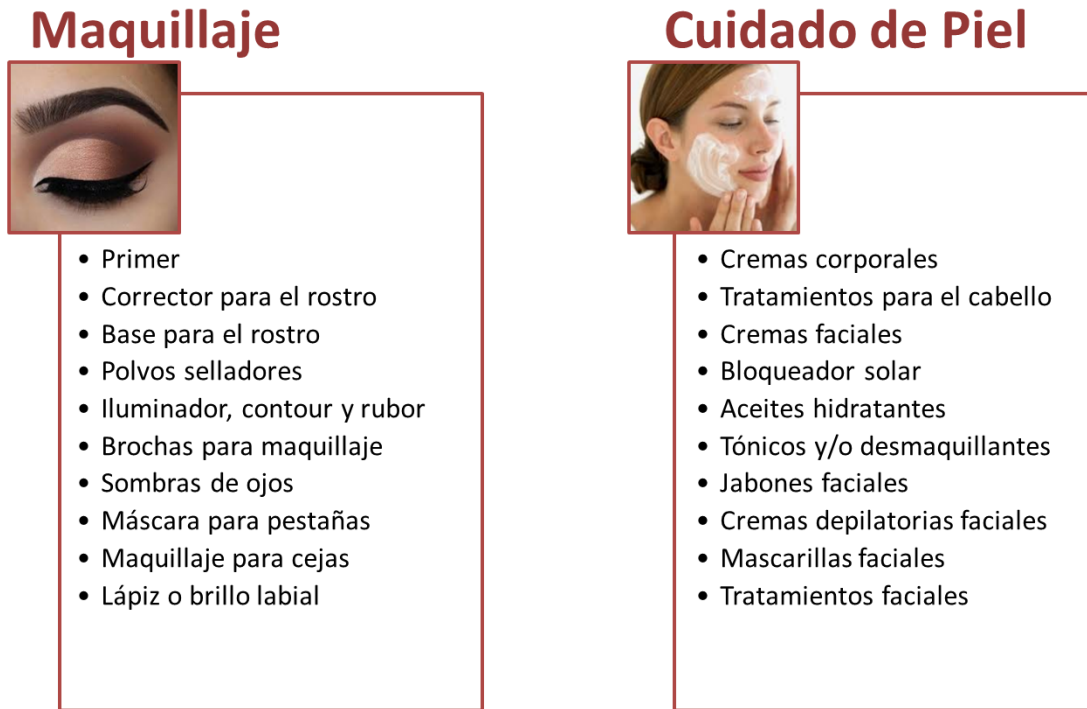 Maquillaje
• Primer
• Corrector para el rostro
• Base para el rostro
• Polvos selladores
• Iluminador, contour y rubor
• Brochas para maquillaje
• Sombras de ojos
• Máscara para pestañas
• Maquillaje para cejas
• Lápiz o brillo labial
Cuidado de Piel
• Cremas corporales
• Tratamientos para el cabello
• Cremas faciales
• Bloqueador solar
• Aceites hidratantes
• Tónicos y/o desmaquillantes
• Jabones faciales
• Cremas depilatorias faciales
• Mascarillas faciales
• Tratamientos faciales